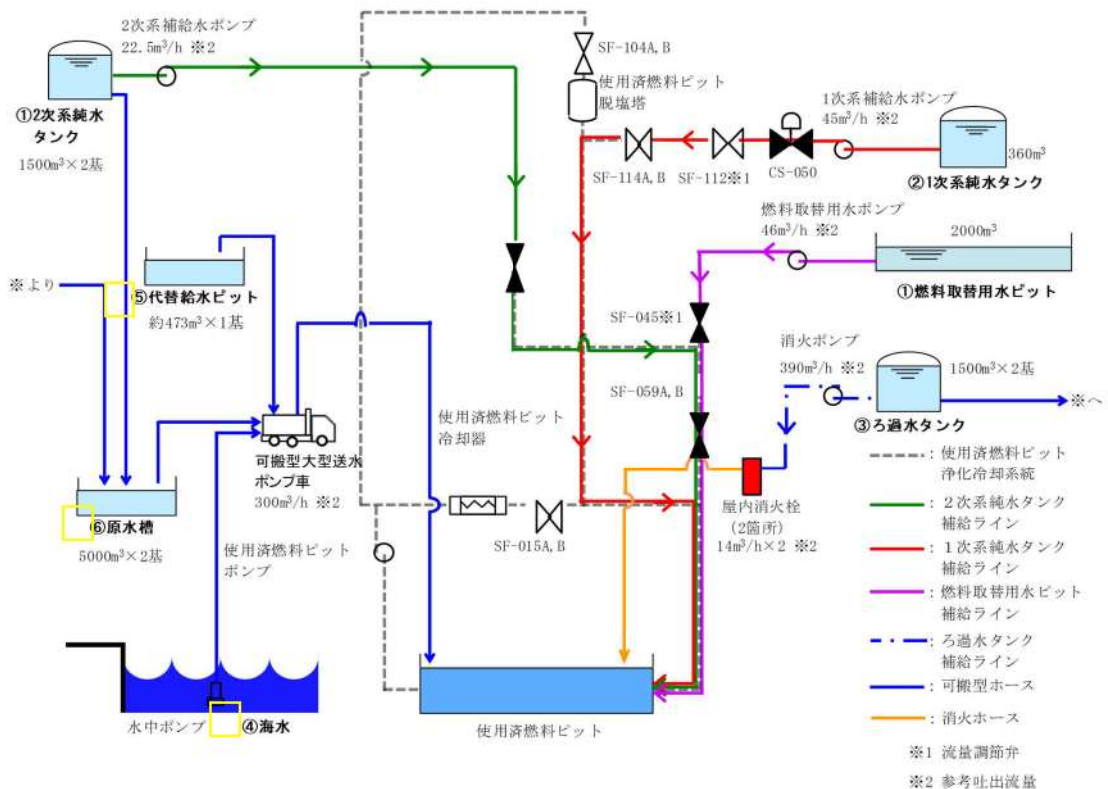 2次系補給水ポンプ
22.5m³/h ※2
①2次系純水
タンク
1500m³×2基
SF-104A,B
使用済燃料ピット
脱塩塔
1次系補給水ポンプ
45m³/h ※2
360m³
②1次系純水タンク
SF-114A,B
SF-112※1
CS-050
燃料取替用水ポンプ
46m³/h ※2
2000m³
①燃料取替用水ピット
※より
⑤代替給水ピット
約473m³×1基
SF-045※1
消火ポンプ
390m³/h ※2
1500m³×2基
※へ
③ろ過水タンク
SF-059A,B
使用済燃料ピット
冷却器
可搬型大型送水
ポンプ車
300m³/h ※2
⑥原水槽
5000m³×2基
使用済燃料ピット
ポンプ
SF-015A,B
屋内消火栓
(2箇所)
14m³/h×2 ※2
水中ポンプ
④海水
使用済燃料ピット
：使用済燃料ピット
浄化冷却系統
：２次系純水タンク
補給ライン
：１次系純水タンク
補給ライン
：燃料取替用水ピット
補給ライン
：ろ過水タンク
補給ライン
：可搬型ホース
：消火ホース
※1 流量調節弁
※2 参考吐出流量